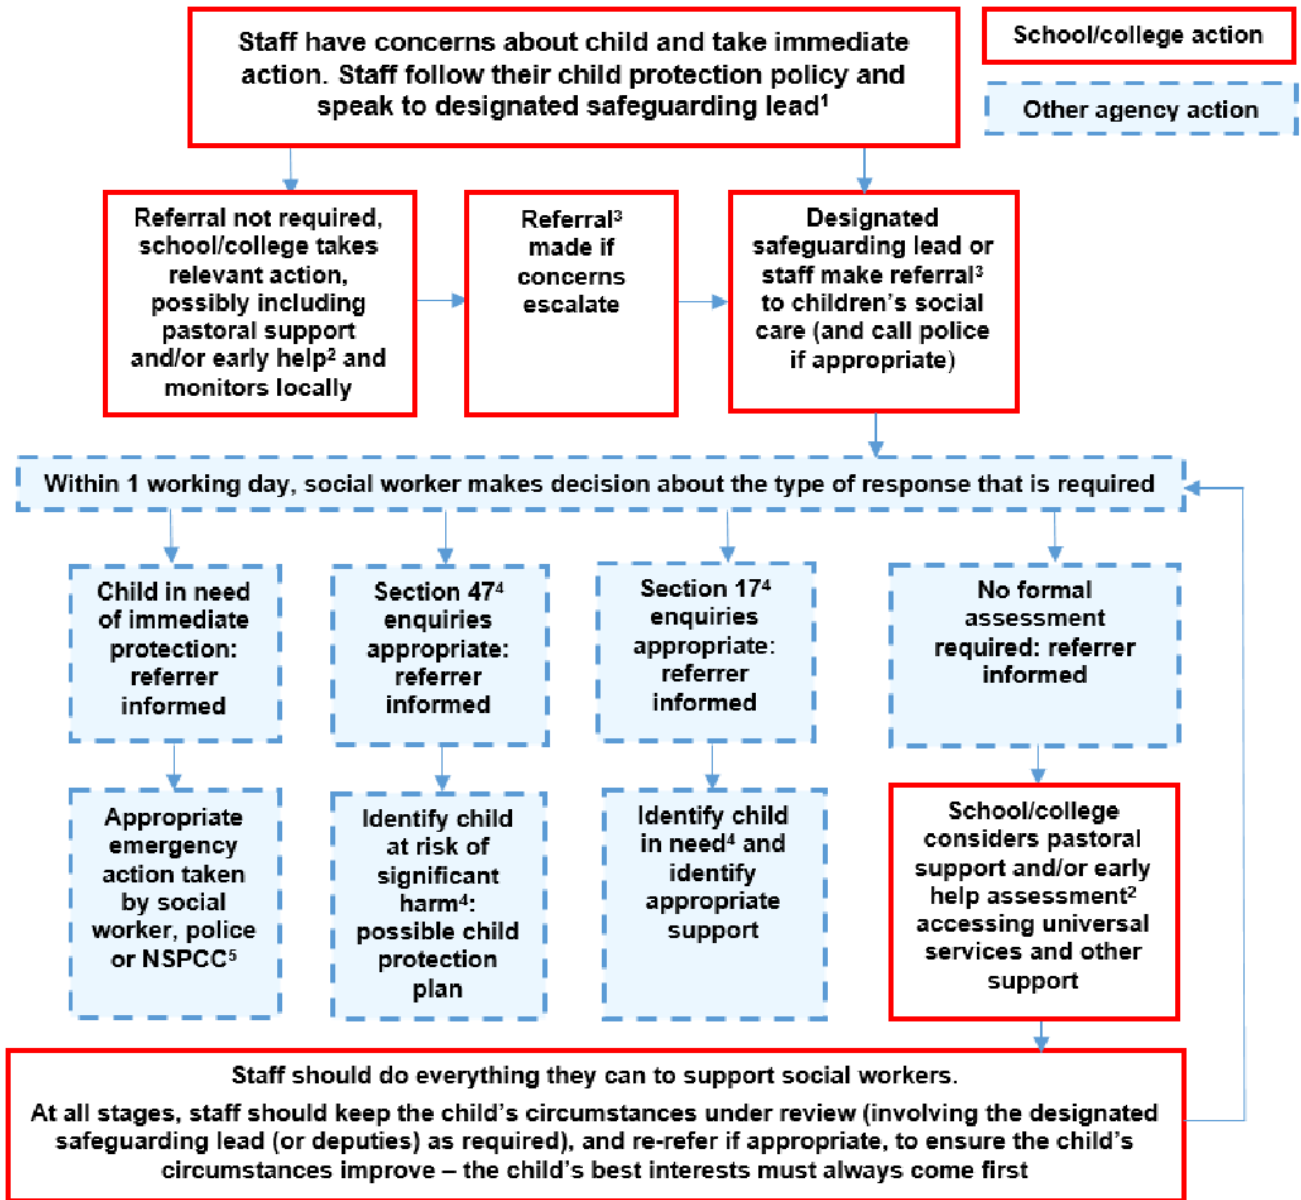 Staff have concerns about child and take immediate
action. Staff follow their child protection policy and
speak to designated safeguarding lead¹
School/college action
Other agency action
Referral not required,
school/college takes
relevant action,
possibly including
pastoral support
and/or early help² and
monitors locally
Referral³
made if
concerns
escalate
Designated
safeguarding lead or
staff make referral³
to children's social
care (and call police
if appropriate)
Within 1 working day, social worker makes decision about the type of response that is required
Child in need
of immediate
protection:
referrer
informed
Section 47⁴
enquiries
appropriate:
referrer
informed
Section 17⁴
enquiries
appropriate:
referrer
informed
No formal
assessment
required: referrer
informed
Appropriate
emergency
action taken
by social
worker, police
or NSPCC⁵
Identify child
at risk of
significant
harm⁴:
possible child
protection
plan
Identify child
in need⁴ and
identify
appropriate
support
School/college
considers pastoral
support and/or early
help assessment²
accessing universal
services and other
support
Staff should do everything they can to support social workers.
At all stages, staff should keep the child's circumstances under review (involving the designated
safeguarding lead (or deputies) as required), and re-refer if appropriate, to ensure the child's
circumstances improve – the child's best interests must always come first